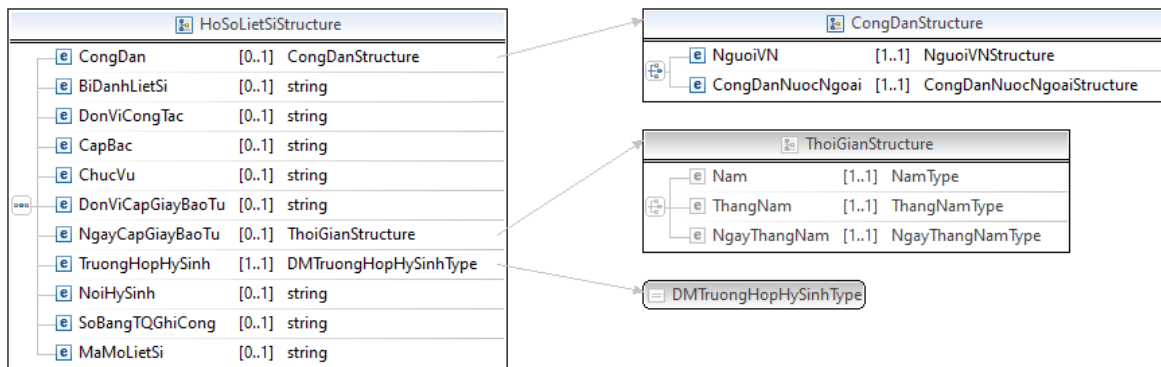 HoSoLietSiStructure
CongDan [0..1] CongDanStructure
BiDanhLietSi [0..1] string
DonViCongTac [0..1] string
CapBac [0..1] string
ChucVu [0..1] string
DonViCapGiayBaoTu [0..1] string
NgayCapGiayBaoTu [0..1] ThoiGianStructure
TruongHopHySinh [1..1] DMTruongHopHySinhType
NoiHySinh [0..1] string
SoBangTQGhiCong [0..1] string
MaMoLietSi [0..1] string
CongDanStructure
NguoiVN [1..1] NguoiVNStructure
CongDanNuocNgoai [1..1] CongDanNuocNgoaiStructure
ThoiGianStructure
Nam [1..1] NamType
ThangNam [1..1] ThangNamType
NgayThangNam [1..1] NgayThangNamType
DMTruongHopHySinhType